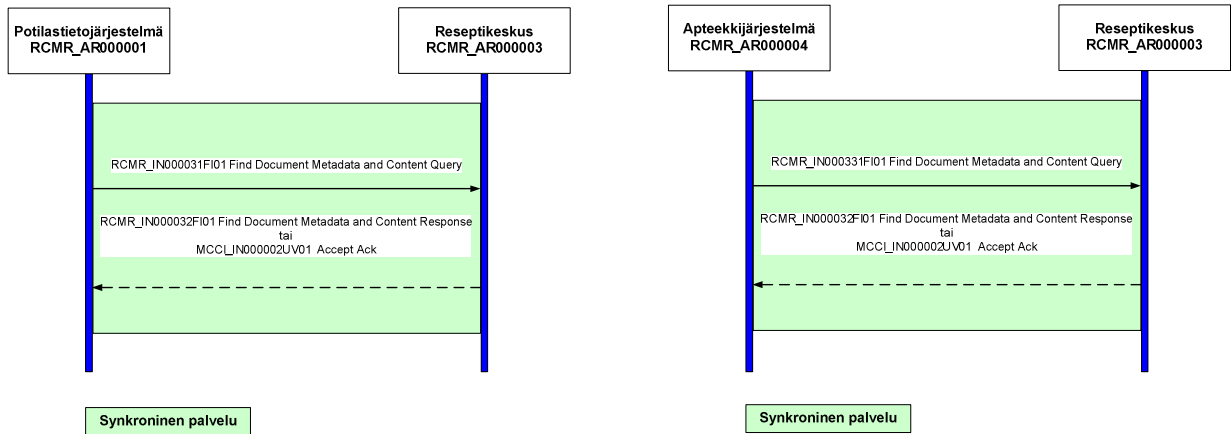 Potilastietojärjestelmä
RCMR_AR000001
Reseptikeskus
RCMR_AR000003
RCMR_IN000031FI01 Find Document Metadata and Content Query
RCMR_IN000032FI01 Find Document Metadata and Content Response
tai
MCCI_IN000002UV01 Accept Ack
Synkroninen palvelu
Apteekkijärjestelmä
RCMR_AR000004
Reseptikeskus
RCMR_AR000003
RCMR_IN000331FI01 Find Document Metadata and Content Query
RCMR_IN000032FI01 Find Document Metadata and Content Response
tai
MCCI_IN000002UV01 Accept Ack
Synkroninen palvelu